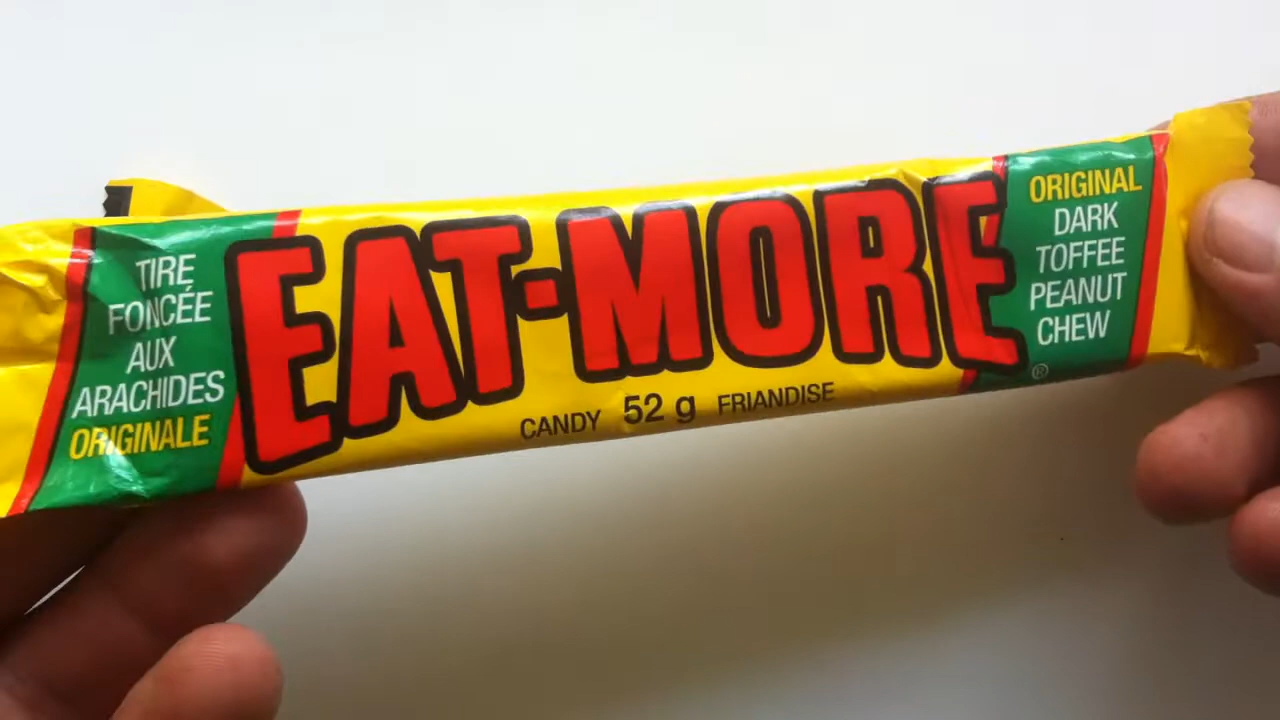 TIRE
FONCÉE
AUX
ARACHIDES
ORIGINALE
EAT-MORE
CANDY 52 g FRIANDISE
ORIGINAL
DARK
TOFFEE
PEANUT
CHEW
®